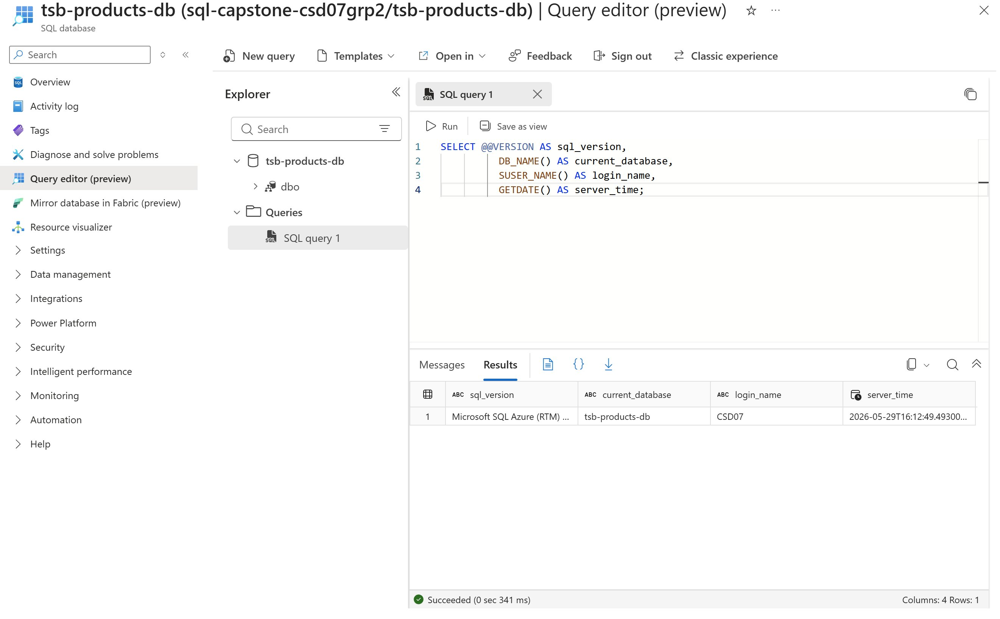 tsb-products-db (sql-capstone-csd07grp2/tsb-products-db) | Query editor (preview)
SQL database
Search
Overview
Activity log
Tags
Diagnose and solve problems
Query editor (preview)
Mirror database in Fabric (preview)
Resource visualizer
Settings
Data management
Integrations
Power Platform
Security
Intelligent performance
Monitoring
Automation
Help
New query
Templates
Open in
Feedback
Sign out
Classic experience
Explorer
Search
tsb-products-db
dbo
Queries
SQL query 1
SQL query 1
Run
Save as view
1 SELECT @@VERSION AS sql_version,
2 DB_NAME() AS current_database,
3 SUSER_NAME() AS login_name,
4 GETDATE() AS server_time;
Messages
Results
ABC sql_version ABC current_database ABC login_name server_time
1 Microsoft SQL Azure (RTM) ... tsb-products-db CSD07 2026-05-29T16:12:49.49300...
Succeeded (0 sec 341 ms)
Columns: 4 Rows: 1